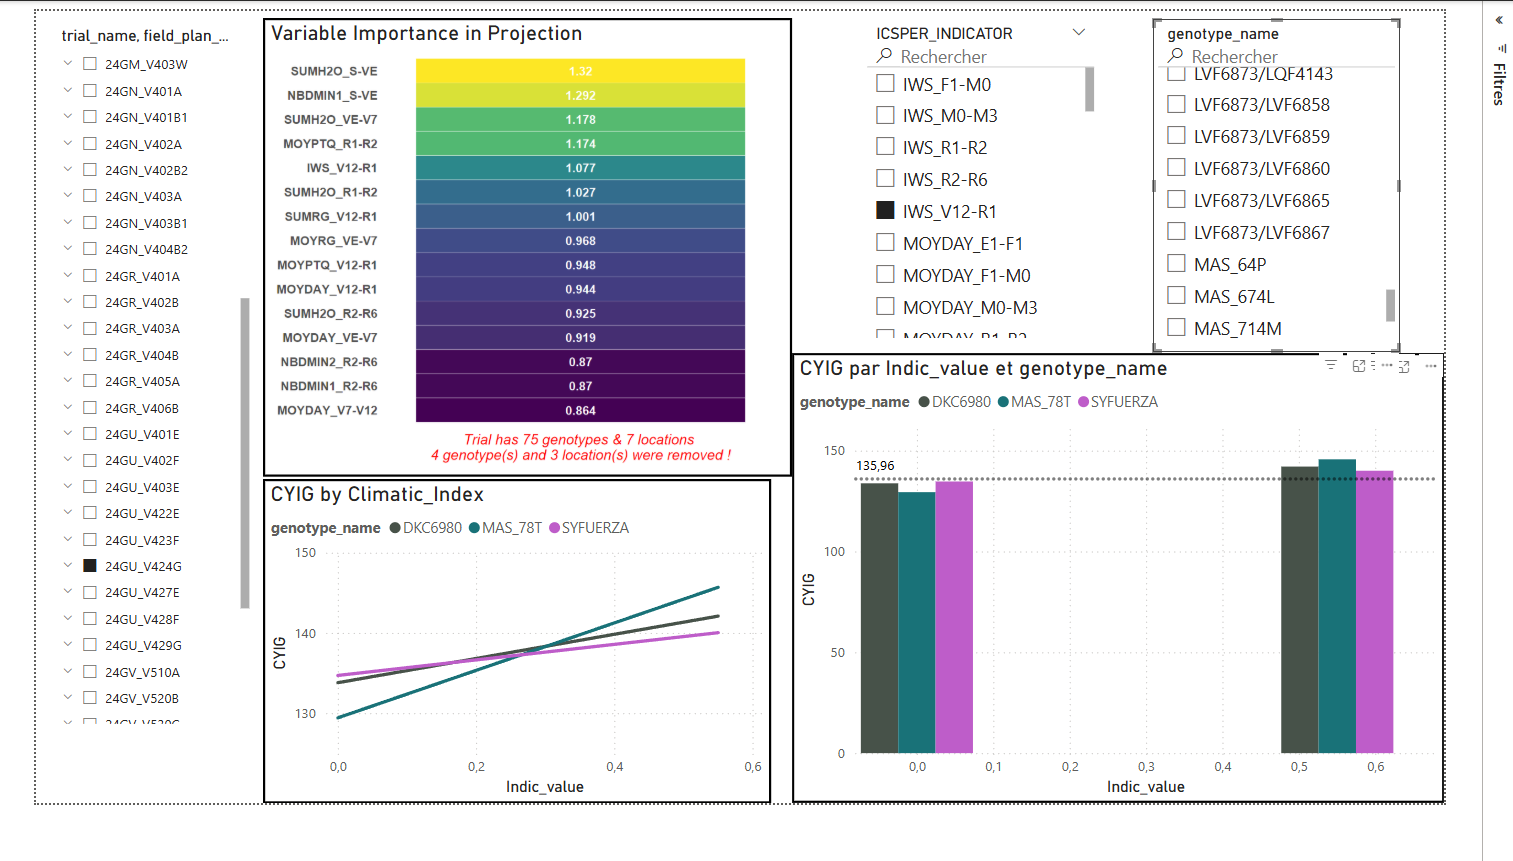 trial_name, field_plan_...
24GM_V403W
24GN_V401A
24GN_V401B1
24GN_V402A
24GN_V402B2
24GN_V403A
24GN_V403B1
24GN_V404B2
24GR_V401A
24GR_V402B
24GR_V403A
24GR_V404B
24GR_V405A
24GR_V406B
24GU_V401E
24GU_V402F
24GU_V403E
24GU_V422E
24GU_V423F
24GU_V424G
24GU_V427E
24GU_V428F
24GU_V429G
24GV_V510A
24GV_V520B
Variable Importance in Projection
SUMH2O_S-VE 1.32
NBDMIN1_S-VE 1.292
SUMH2O_VE-V7 1.178
MOYPTQ_R1-R2 1.174
IWS_V12-R1 1.077
SUMH2O_R1-R2 1.027
SUMRG_V12-R1 1.001
MOYRG_VE-V7 0.968
MOYPTQ_V12-R1 0.948
MOYDAY_V12-R1 0.944
SUMH2O_R2-R6 0.925
MOYDAY_VE-V7 0.919
NBDMIN2_R2-R6 0.87
NBDMIN1_R2-R6 0.87
MOYDAY_V7-V12 0.864
Trial has 75 genotypes & 7 locations
4 genotype(s) and 3 location(s) were removed !
CYIG by Climatic_Index
genotype_name DKC6980 MAS_78T SYFUERZA
150
140
130
CYIG
0,0 0,2 0,4 0,6
Indic_value
ICSPER_INDICATOR
Rechercher
IWS_F1-M0
IWS_M0-M3
IWS_R1-R2
IWS_R2-R6
IWS_V12-R1
MOYDAY_E1-F1
MOYDAY_F1-M0
MOYDAY_M0-M3
MOYDAY_R1-R2
genotype_name
Rechercher
LVF6873/LQF4143
LVF6873/LVF6858
LVF6873/LVF6859
LVF6873/LVF6860
LVF6873/LVF6865
LVF6873/LVF6867
MAS_64P
MAS_674L
MAS_714M
CYIG par Indic_value et genotype_name
genotype_name DKC6980 MAS_78T SYFUERZA
150
135,96
100
50
0
CYIG
0,0 0,1 0,2 0,3 0,4 0,5 0,6
Indic_value
Filtres